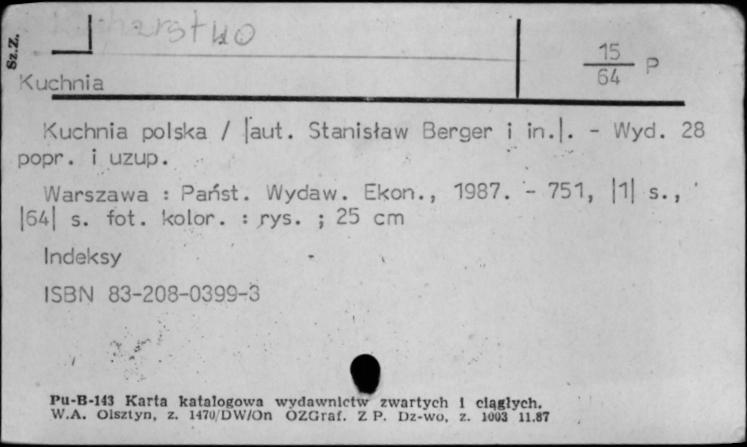 Sz.Z.
15
64 P
Kuchnia
Kuchnia polska / |aut. Stanisław Berger i in.|. - Wyd. 28
popr. i uzup.
Warszawa : Państ. Wydaw. Ekon., 1987. - 751, |1| s.,
|64| s. fot. kolor. : rys. ; 25 cm
Indeksy
ISBN 83-208-0399-3
Pu-B-143 Karta katalogowa wydawnictw zwartych i ciągłych.
W.A. Olsztyn, z. 1470/DW/On OZGraf. Z P. Dz-wo, z. 1003 11.87